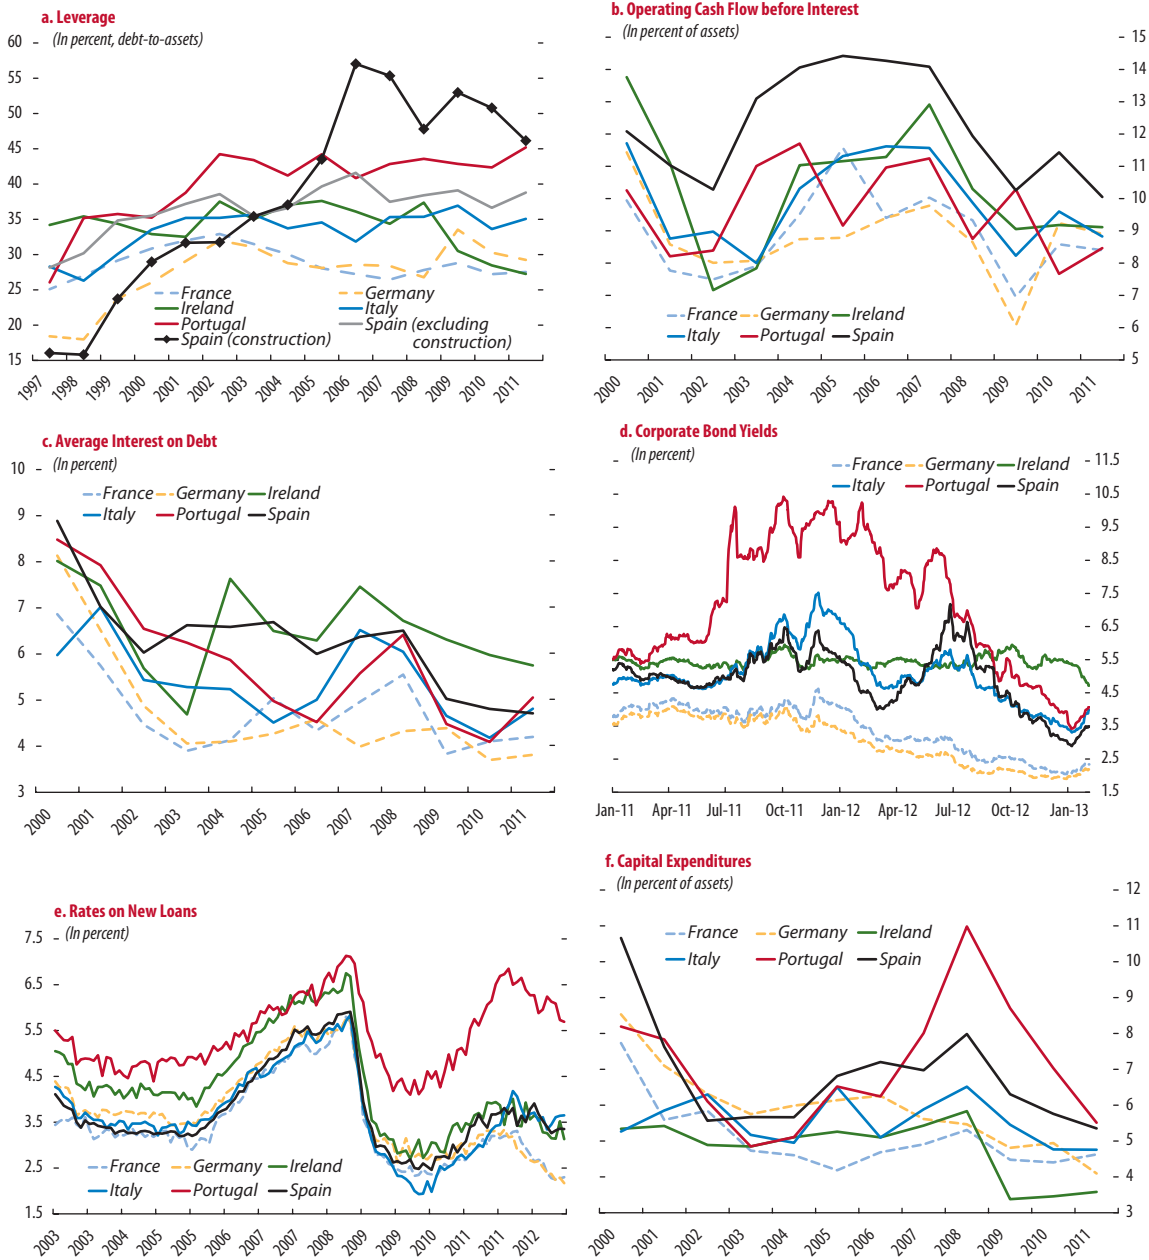 a. Leverage
(In percent, debt-to-assets)
60
55
50
45
40
35
30
25
20
15
France
Germany
Ireland
Italy
Portugal
Spain (excluding
construction)
Spain (construction)
1997
1998
1999
2000
2001
2002
2003
2004
2005
2006
2007
2008
2009
2010
2011
b. Operating Cash Flow before Interest
(In percent of assets)
15
14
13
12
11
10
9
8
7
6
5
France
Germany
Ireland
Italy
Portugal
Spain
2000
2001
2002
2003
2004
2005
2006
2007
2008
2009
2010
2011
c. Average Interest on Debt
(In percent)
10
9
8
7
6
5
4
3
France
Germany
Ireland
Italy
Portugal
Spain
2000
2001
2002
2003
2004
2005
2006
2007
2008
2009
2010
2011
d. Corporate Bond Yields
(In percent)
France
Germany
Ireland
Italy
Portugal
Spain
11.5
10.5
9.5
8.5
7.5
6.5
5.5
4.5
3.5
2.5
1.5
Jan-11
Apr-11
Jul-11
Oct-11
Jan-12
Apr-12
Jul-12
Oct-12
Jan-13
e. Rates on New Loans
(In percent)
7.5
6.5
5.5
4.5
3.5
2.5
1.5
France
Germany
Ireland
Italy
Portugal
Spain
2003
2003
2004
2005
2005
2006
2007
2007
2008
2009
2009
2010
2011
2011
2012
f. Capital Expenditures
(In percent of assets)
12
11
10
9
8
7
6
5
4
3
France
Germany
Ireland
Italy
Portugal
Spain
2000
2001
2002
2003
2004
2005
2006
2007
2008
2009
2010
2011